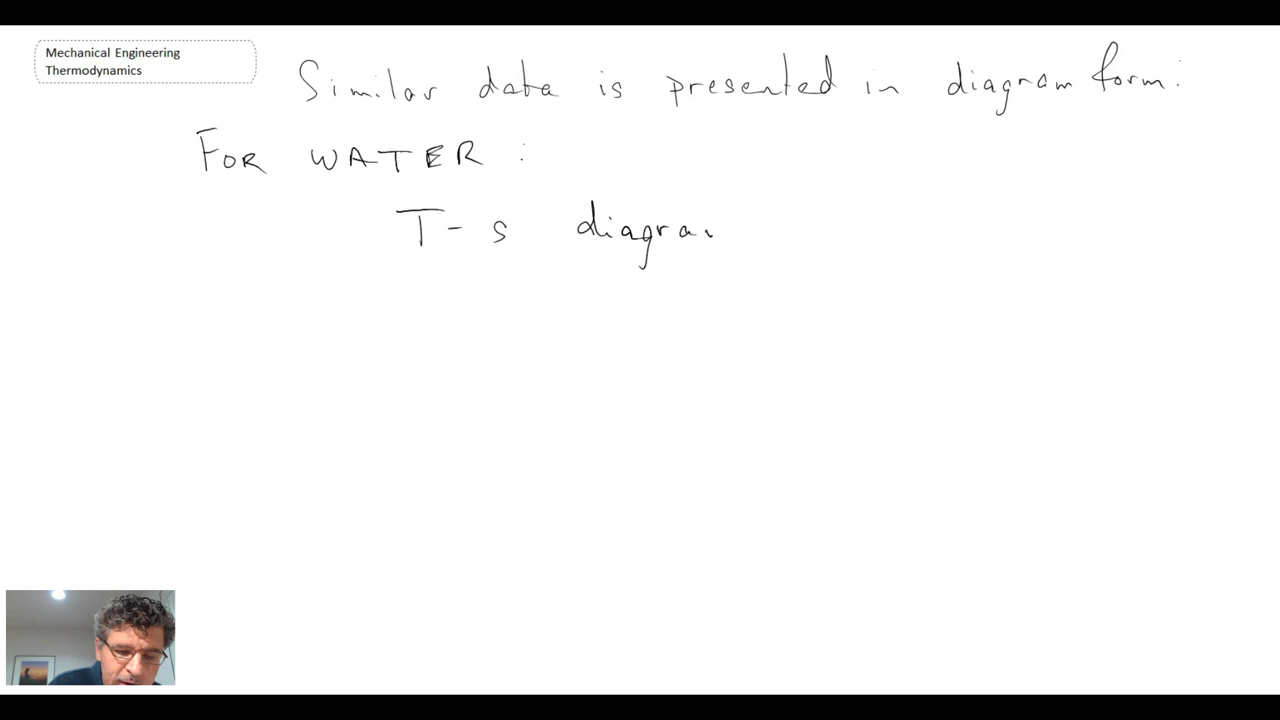 Mechanical Engineering
Thermodynamics
Similar data is presented in diagram form:
FOR WATER :
T- s diagra